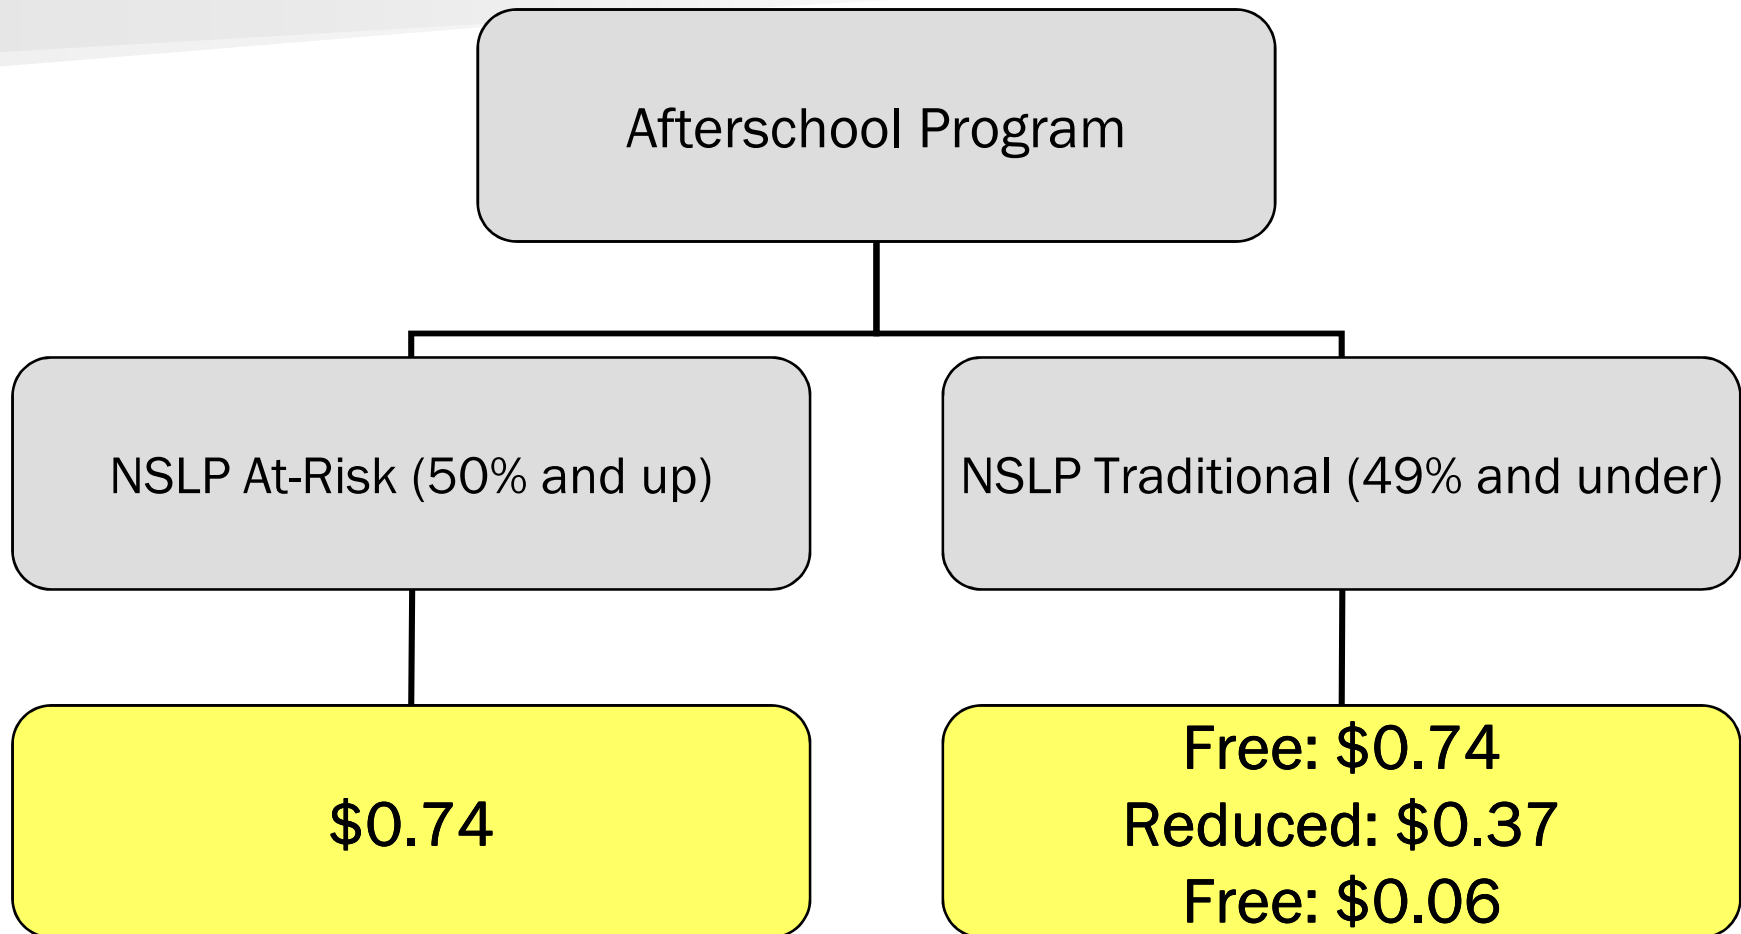 Afterschool Program
NSLP At-Risk (50% and up)
NSLP Traditional (49% and under)
$0.74
Free: $0.74
Reduced: $0.37
Free: $0.06